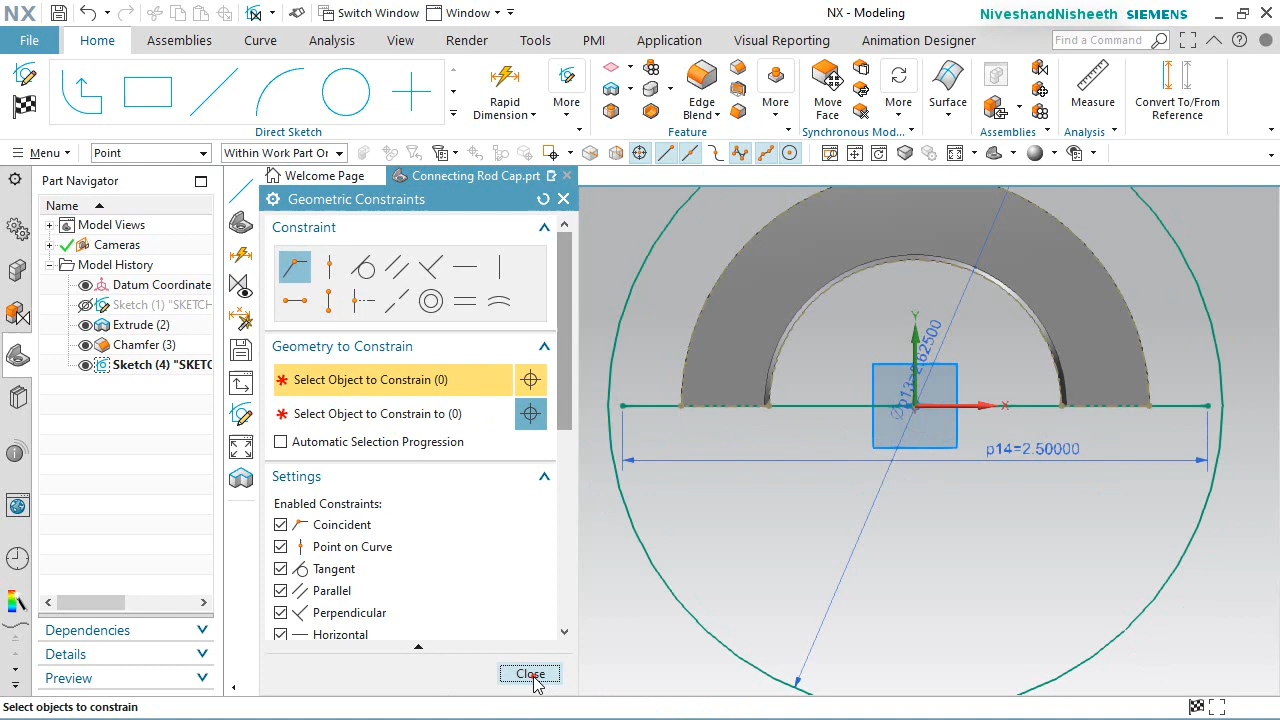 NX
Switch Window
Window
NX - Modeling
NiveshandNisheeth SIEMENS
File
Home
Assemblies
Curve
Analysis
View
Render
Tools
PMI
Application
Visual Reporting
Animation Designer
Find a Command
Rapid Dimension
More
Edge Blend
More
Move Face
More
Surface
Measure
Convert To/From Reference
Direct Sketch
Feature
Synchronous Mod...
Assemblies
Analysis
Menu
Point
Within Work Part On
Part Navigator
Welcome Page
Connecting Rod Cap.prt
Name
Model Views
Cameras
Model History
Datum Coordinate
Sketch (1) "SKETCH
Extrude (2)
Chamfer (3)
Sketch (4) "SKETC
Dependencies
Details
Preview
Geometric Constraints
Constraint
Geometry to Constrain
Select Object to Constrain (0)
Select Object to Constrain to (0)
Automatic Selection Progression
Settings
Enabled Constraints:
Coincident
Point on Curve
Tangent
Parallel
Perpendicular
Horizontal
Close
Y
X
Øp13=2.62500
p14=2.50000
Select objects to constrain